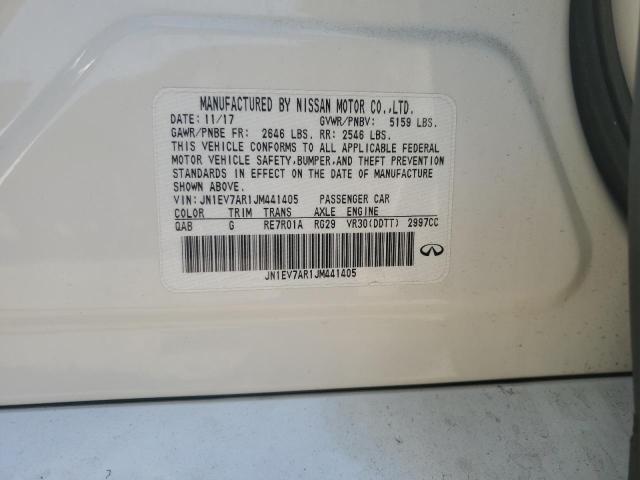 MANUFACTURED BY NISSAN MOTOR CO.,LTD.
DATE: 11/17 GVWR/PNBV: 5159 LBS.
GAWR/PNBE FR: 2646 LBS. RR: 2546 LBS.
THIS VEHICLE CONFORMS TO ALL APPLICABLE FEDERAL
MOTOR VEHICLE SAFETY,BUMPER,AND THEFT PREVENTION
STANDARDS IN EFFECT ON THE DATE OF MANUFACTURE
SHOWN ABOVE.
VIN: JN1EV7AR1JM441405 PASSENGER CAR
COLOR TRIM TRANS AXLE ENGINE
QAB G RE7R01A RG29 VR30(DDTT) 2997CC
JN1EV7AR1JM441405